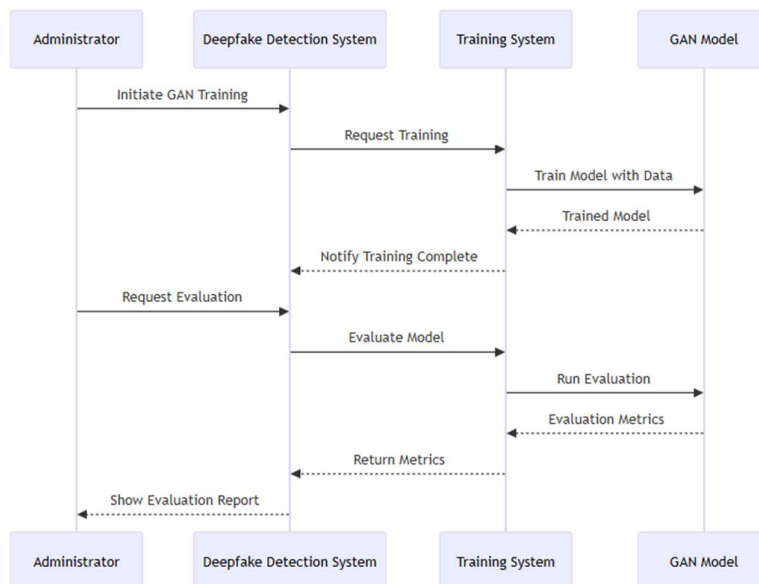 Administrator
Deepfake Detection System
Training System
GAN Model
Initiate GAN Training
Request Training
Train Model with Data
Trained Model
Notify Training Complete
Request Evaluation
Evaluate Model
Run Evaluation
Evaluation Metrics
Return Metrics
Show Evaluation Report
Administrator
Deepfake Detection System
Training System
GAN Model